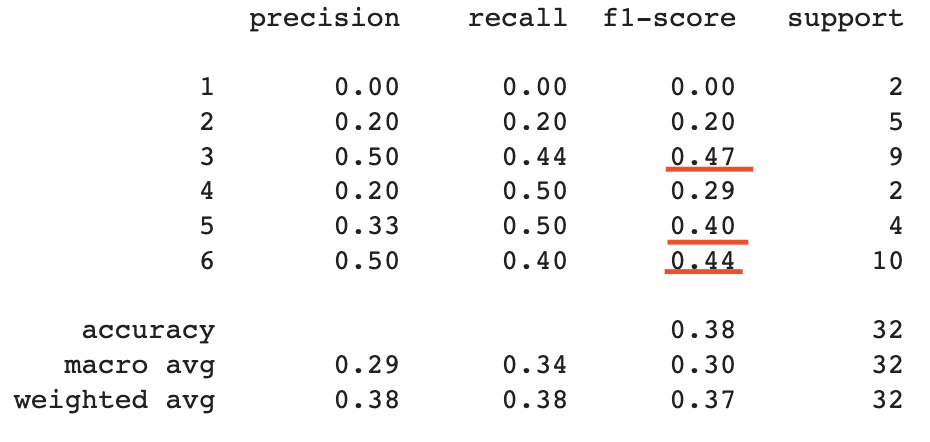 precision recall f1-score support
1 0.00 0.00 0.00 2
2 0.20 0.20 0.20 5
3 0.50 0.44 0.47 9
4 0.20 0.50 0.29 2
5 0.33 0.50 0.40 4
6 0.50 0.40 0.44 10
accuracy 0.38 32
macro avg 0.29 0.34 0.30 32
weighted avg 0.38 0.38 0.37 32